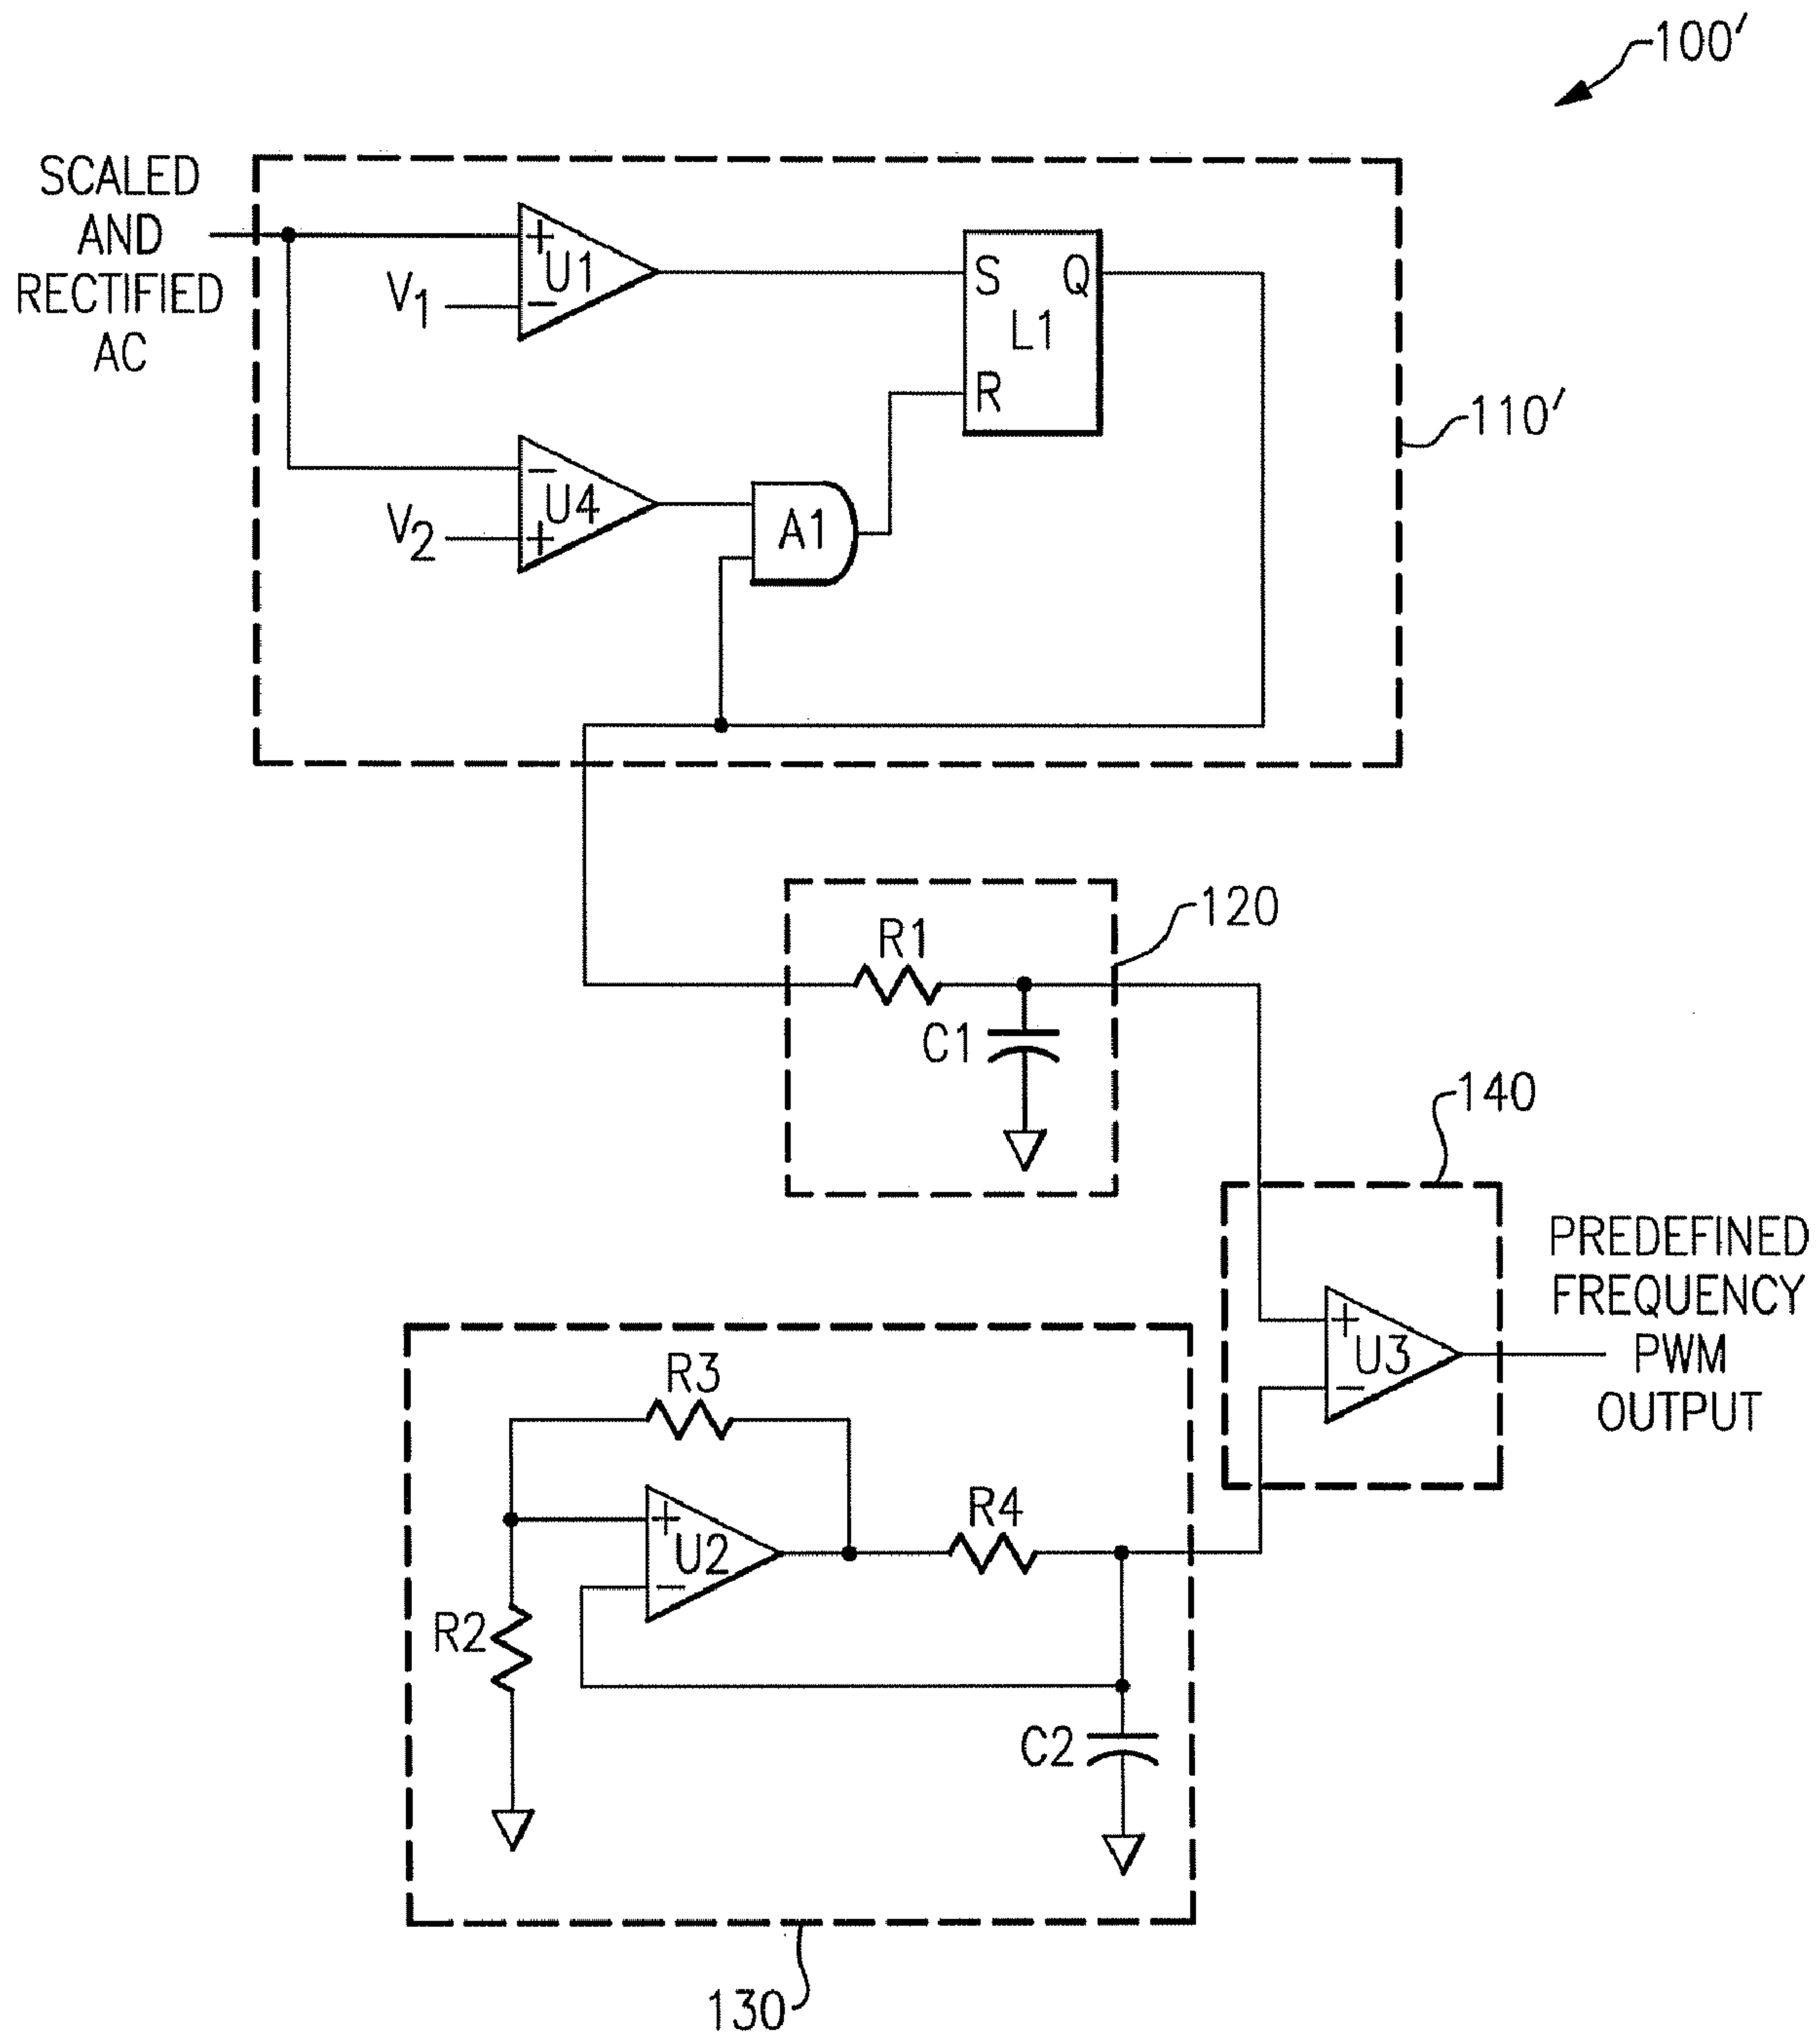 100'
SCALED
AND
RECTIFIED
AC
+
U1
V1
−
S Q
L1
R
110'
−
U4
V2
+
A1
120
R1
C1
140
PREDEFINED
FREQUENCY
PWM
OUTPUT
+
U3
−
R3
R4
+
U2
−
R2
C2
130